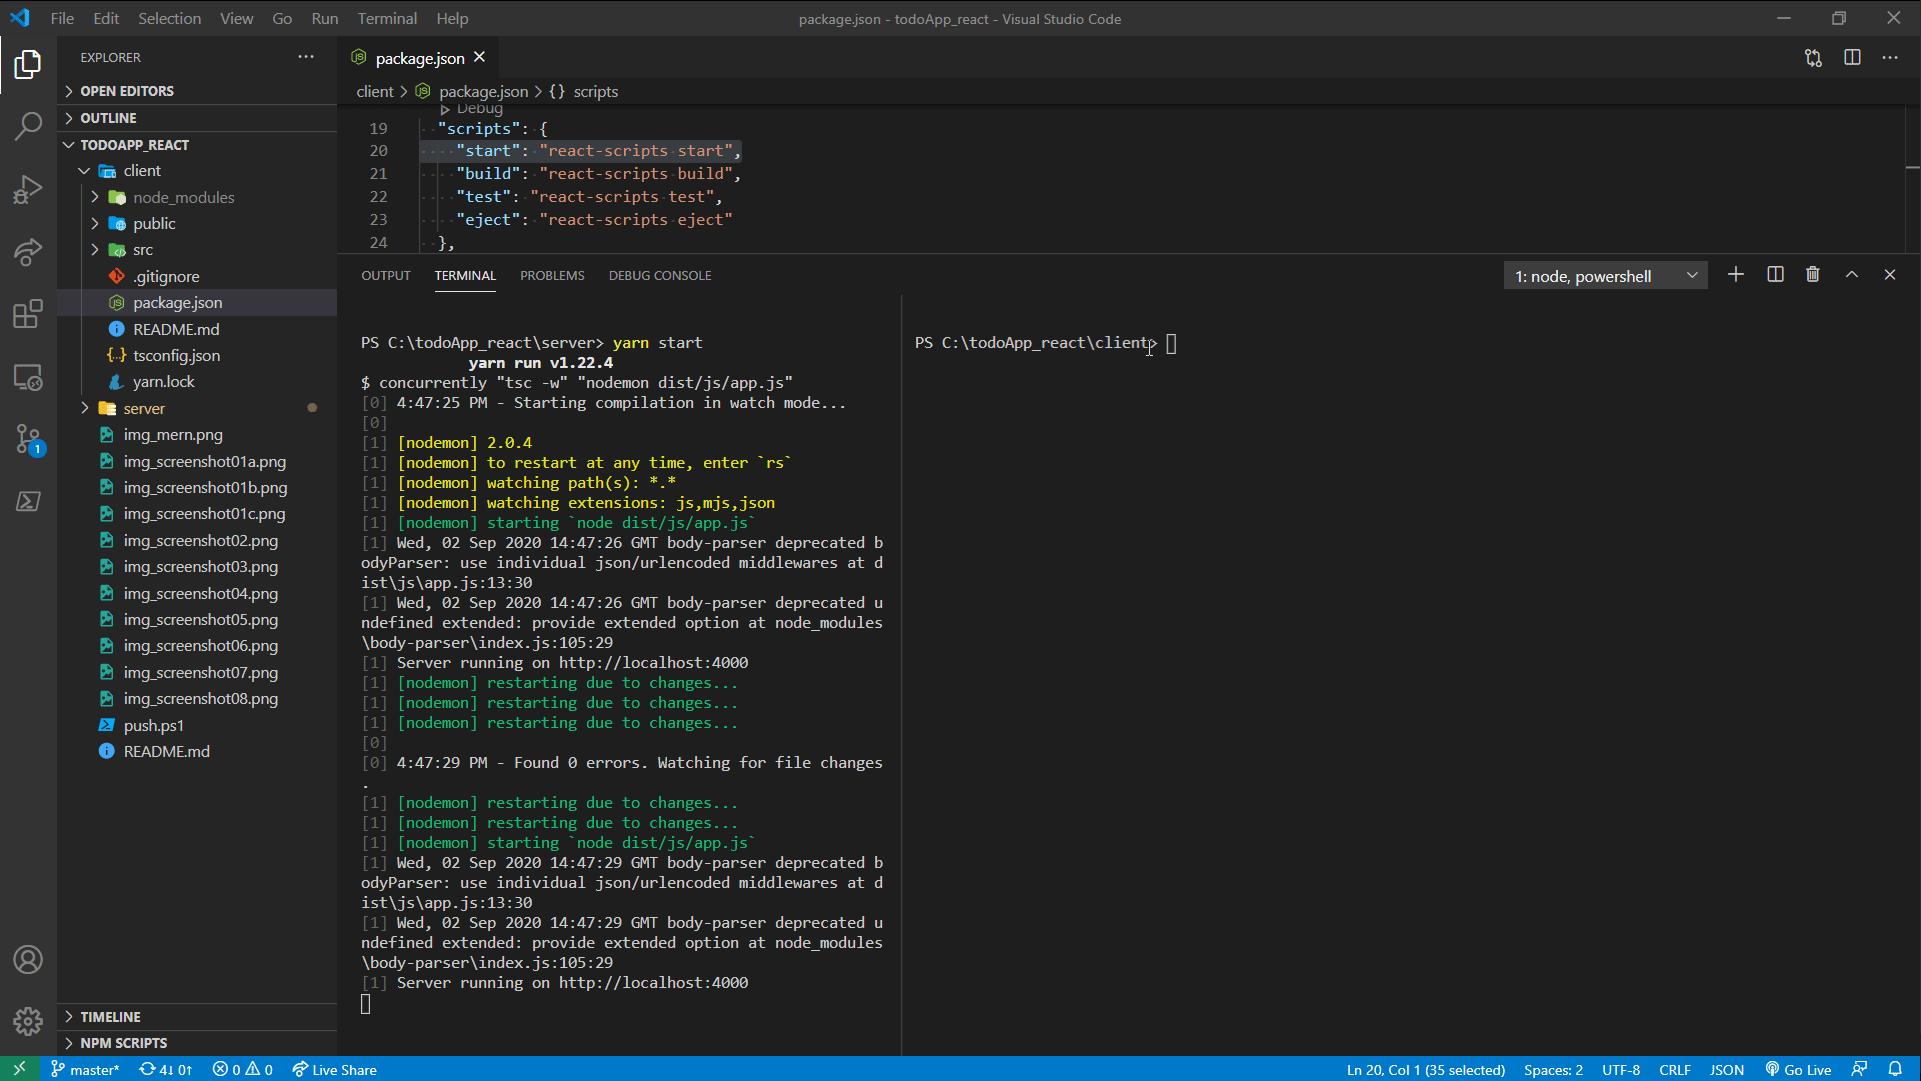 File Edit Selection View Go Run Terminal Help
package.json - todoApp_react - Visual Studio Code
EXPLORER
OPEN EDITORS
OUTLINE
TODOAPP_REACT
client
node_modules
public
src
.gitignore
package.json
README.md
tsconfig.json
yarn.lock
server
img_mern.png
img_screenshot01a.png
img_screenshot01b.png
img_screenshot01c.png
img_screenshot02.png
img_screenshot03.png
img_screenshot04.png
img_screenshot05.png
img_screenshot06.png
img_screenshot07.png
img_screenshot08.png
push.ps1
README.md
TIMELINE
NPM SCRIPTS
1
package.json
client > package.json > {} scripts
Debug
19 "scripts": {
20 "start": "react-scripts start",
21 "build": "react-scripts build",
22 "test": "react-scripts test",
23 "eject": "react-scripts eject"
24 },
OUTPUT TERMINAL PROBLEMS DEBUG CONSOLE
1: node, powershell
PS C:\todoApp_react\server> yarn start
yarn run v1.22.4
$ concurrently "tsc -w" "nodemon dist/js/app.js"
[0] 4:47:25 PM - Starting compilation in watch mode...
[0]
[1] [nodemon] 2.0.4
[1] [nodemon] to restart at any time, enter `rs`
[1] [nodemon] watching path(s): *.*
[1] [nodemon] watching extensions: js,mjs,json
[1] [nodemon] starting `node dist/js/app.js`
[1] Wed, 02 Sep 2020 14:47:26 GMT body-parser deprecated b
odyParser: use individual json/urlencoded middlewares at d
ist\js\app.js:13:30
[1] Wed, 02 Sep 2020 14:47:26 GMT body-parser deprecated u
ndefined extended: provide extended option at node_modules
\body-parser\index.js:105:29
[1] Server running on http://localhost:4000
[1] [nodemon] restarting due to changes...
[1] [nodemon] restarting due to changes...
[1] [nodemon] restarting due to changes...
[0]
[0] 4:47:29 PM - Found 0 errors. Watching for file changes
.
[1] [nodemon] restarting due to changes...
[1] [nodemon] restarting due to changes...
[1] [nodemon] starting `node dist/js/app.js`
[1] Wed, 02 Sep 2020 14:47:29 GMT body-parser deprecated b
odyParser: use individual json/urlencoded middlewares at d
ist\js\app.js:13:30
[1] Wed, 02 Sep 2020 14:47:29 GMT body-parser deprecated u
ndefined extended: provide extended option at node_modules
\body-parser\index.js:105:29
[1] Server running on http://localhost:4000
PS C:\todoApp_react\client>
master* 4↓ 0↑ 0 0 Live Share
Ln 20, Col 1 (35 selected) Spaces: 2 UTF-8 CRLF JSON Go Live